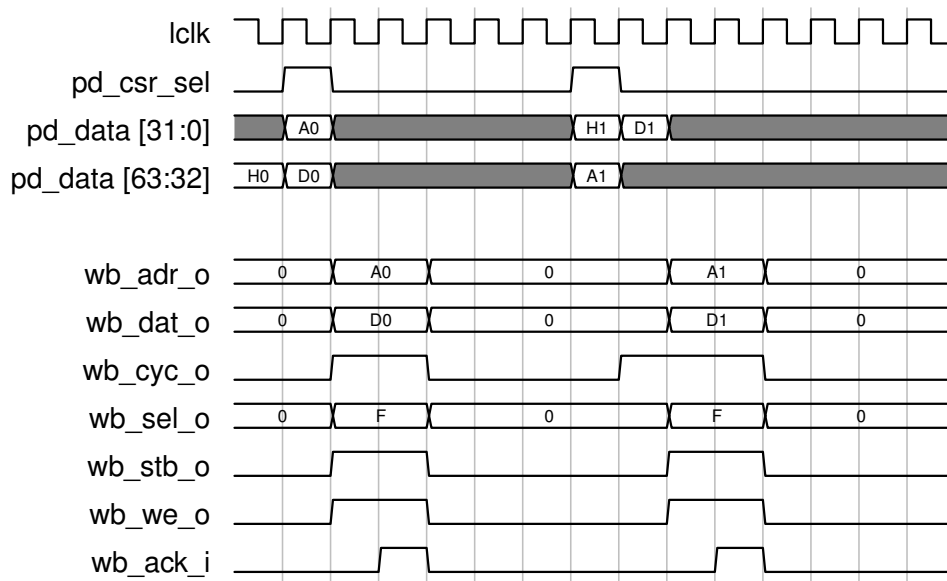 lclk
pd_csr_sel
pd_data [31:0] A0 H1 D1
pd_data [63:32] H0 D0 A1
wb_adr_o 0 A0 0 A1 0
wb_dat_o 0 D0 0 D1 0
wb_cyc_o
wb_sel_o 0 F 0 F 0
wb_stb_o
wb_we_o
wb_ack_i